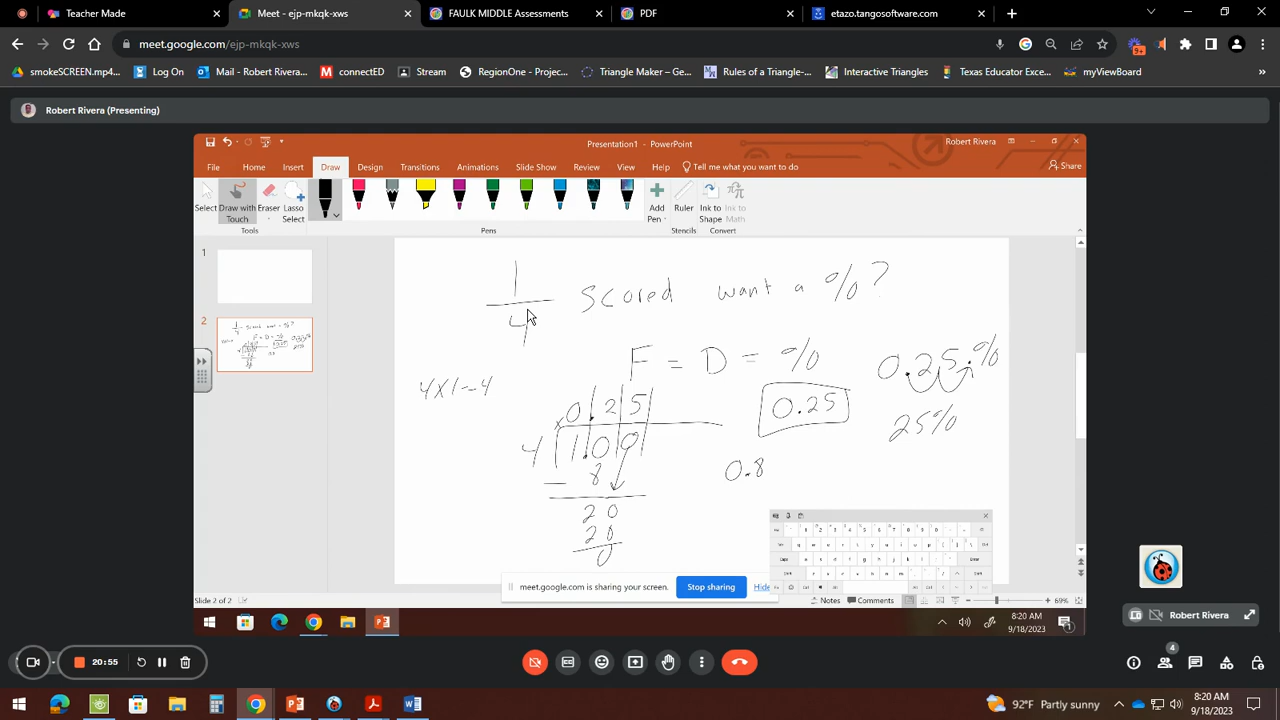 Teacher Made
Meet - ejp-mkqk-xws
FAULK MIDDLE Assessments
PDF
etazo.tangosoftware.com
meet.google.com/ejp-mkqk-xws
smokeSCREEN.mp4...
Log On
Mail - Robert Rivera...
connectED
Stream
RegionOne - Projec...
Triangle Maker – Ge...
Rules of a Triangle-...
Interactive Triangles
Texas Educator Exce...
myViewBoard
Robert Rivera (Presenting)
Presentation1 - PowerPoint
Robert Rivera
File Home Insert Draw Design Transitions Animations Slide Show Review View Help Tell me what you want to do
Share
Select
Draw with Touch
Eraser
Lasso Select
Add Pen
Ruler
Ink to Shape
Ink to Math
Tools
Pens
Stencils
Convert
1
2
1
4
scored want a %?
F = D = %
0.25.%
4x1=4
0.25
0.25
25%
4 1.00
0.8
- 8
20
20
0
meet.google.com is sharing your screen.
Stop sharing
Hide
Slide 2 of 2
Notes
Comments
69%
8:20 AM
9/18/2023
Robert Rivera
20:55
4
92°F Partly sunny
8:20 AM
9/18/2023